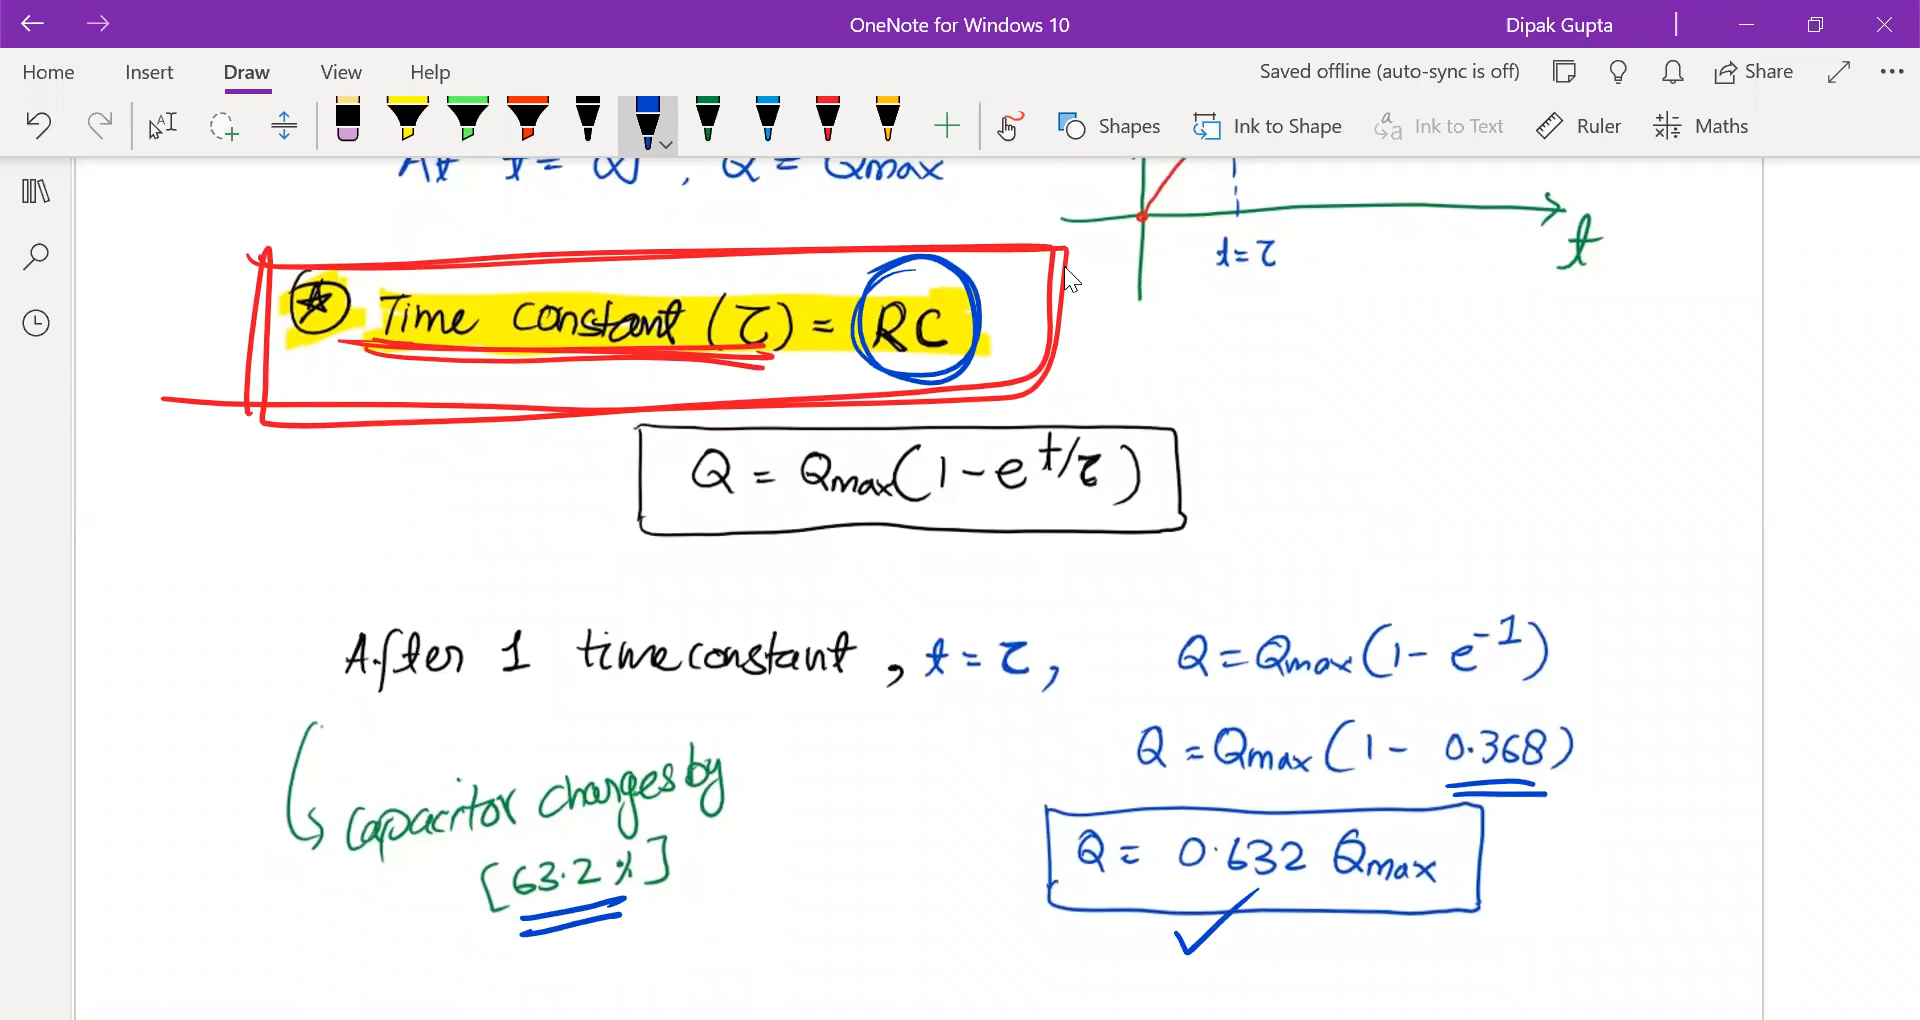 OneNote for Windows 10
Dipak Gupta
Home Insert Draw View Help
Saved offline (auto-sync is off) Share
Shapes Ink to Shape Ink to Text Ruler Maths
At t = ∞ , Q = Qmax
t = τ
t
Time constant (τ) = RC
Q = Qmax(1-e^t/τ)
After 1 timeconstant , t = τ,
Q = Qmax(1- e^-1)
Q = Qmax(1- 0.368)
capacitor charges by
[63.2%]
Q = 0.632 Qmax